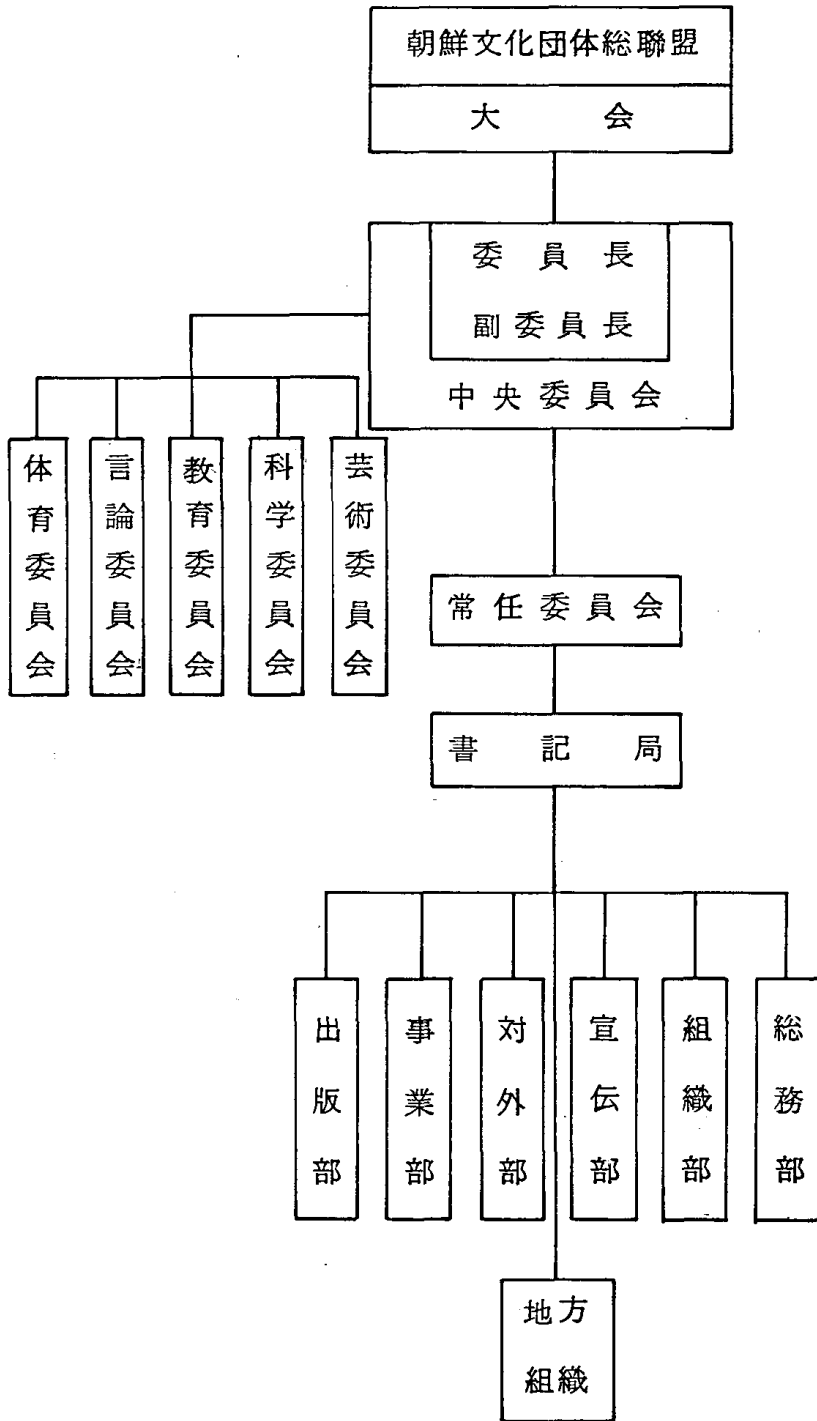 朝鮮文化団体総聯盟
大会
委員長
副委員長
中央委員会
芸術委員会
科学委員会
教育委員会
言論委員会
体育委員会
常任委員会
書記局
総務部
組織部
宣伝部
対外部
事業部
出版部
地方
組織